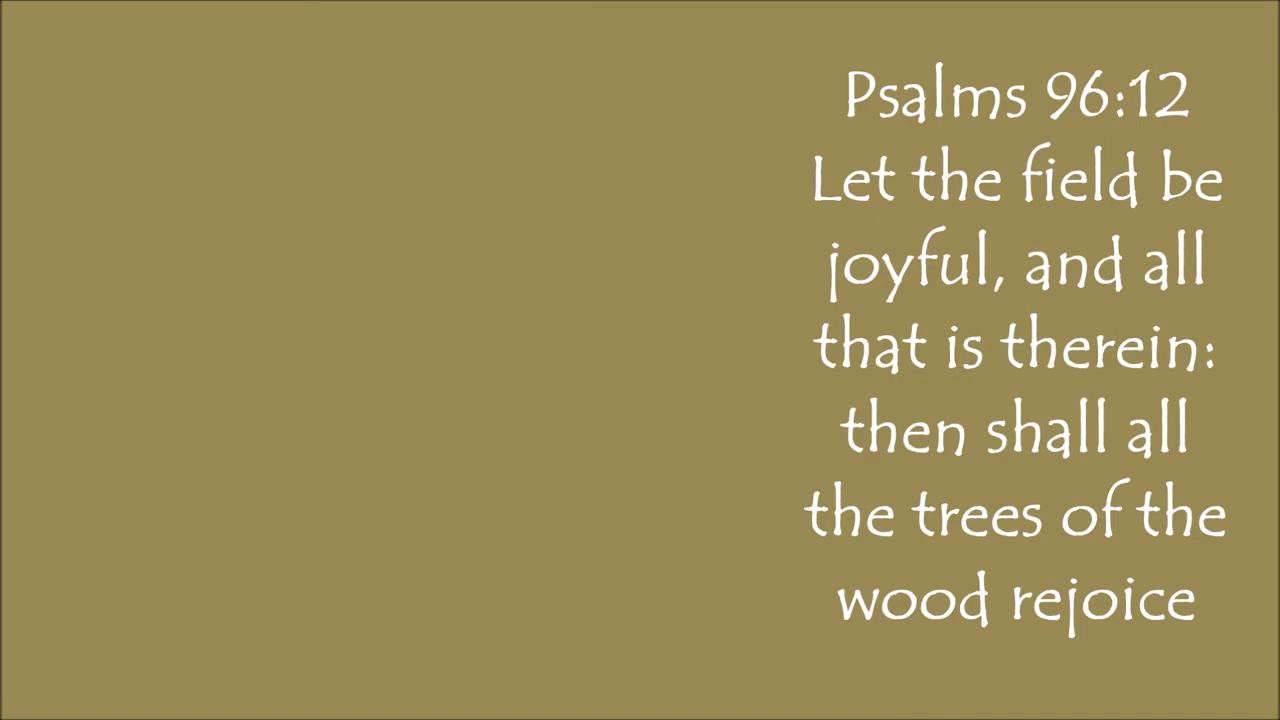 Psalms 96:12
Let the field be
joyful, and all
that is therein:
then shall all
the trees of the
wood rejoice